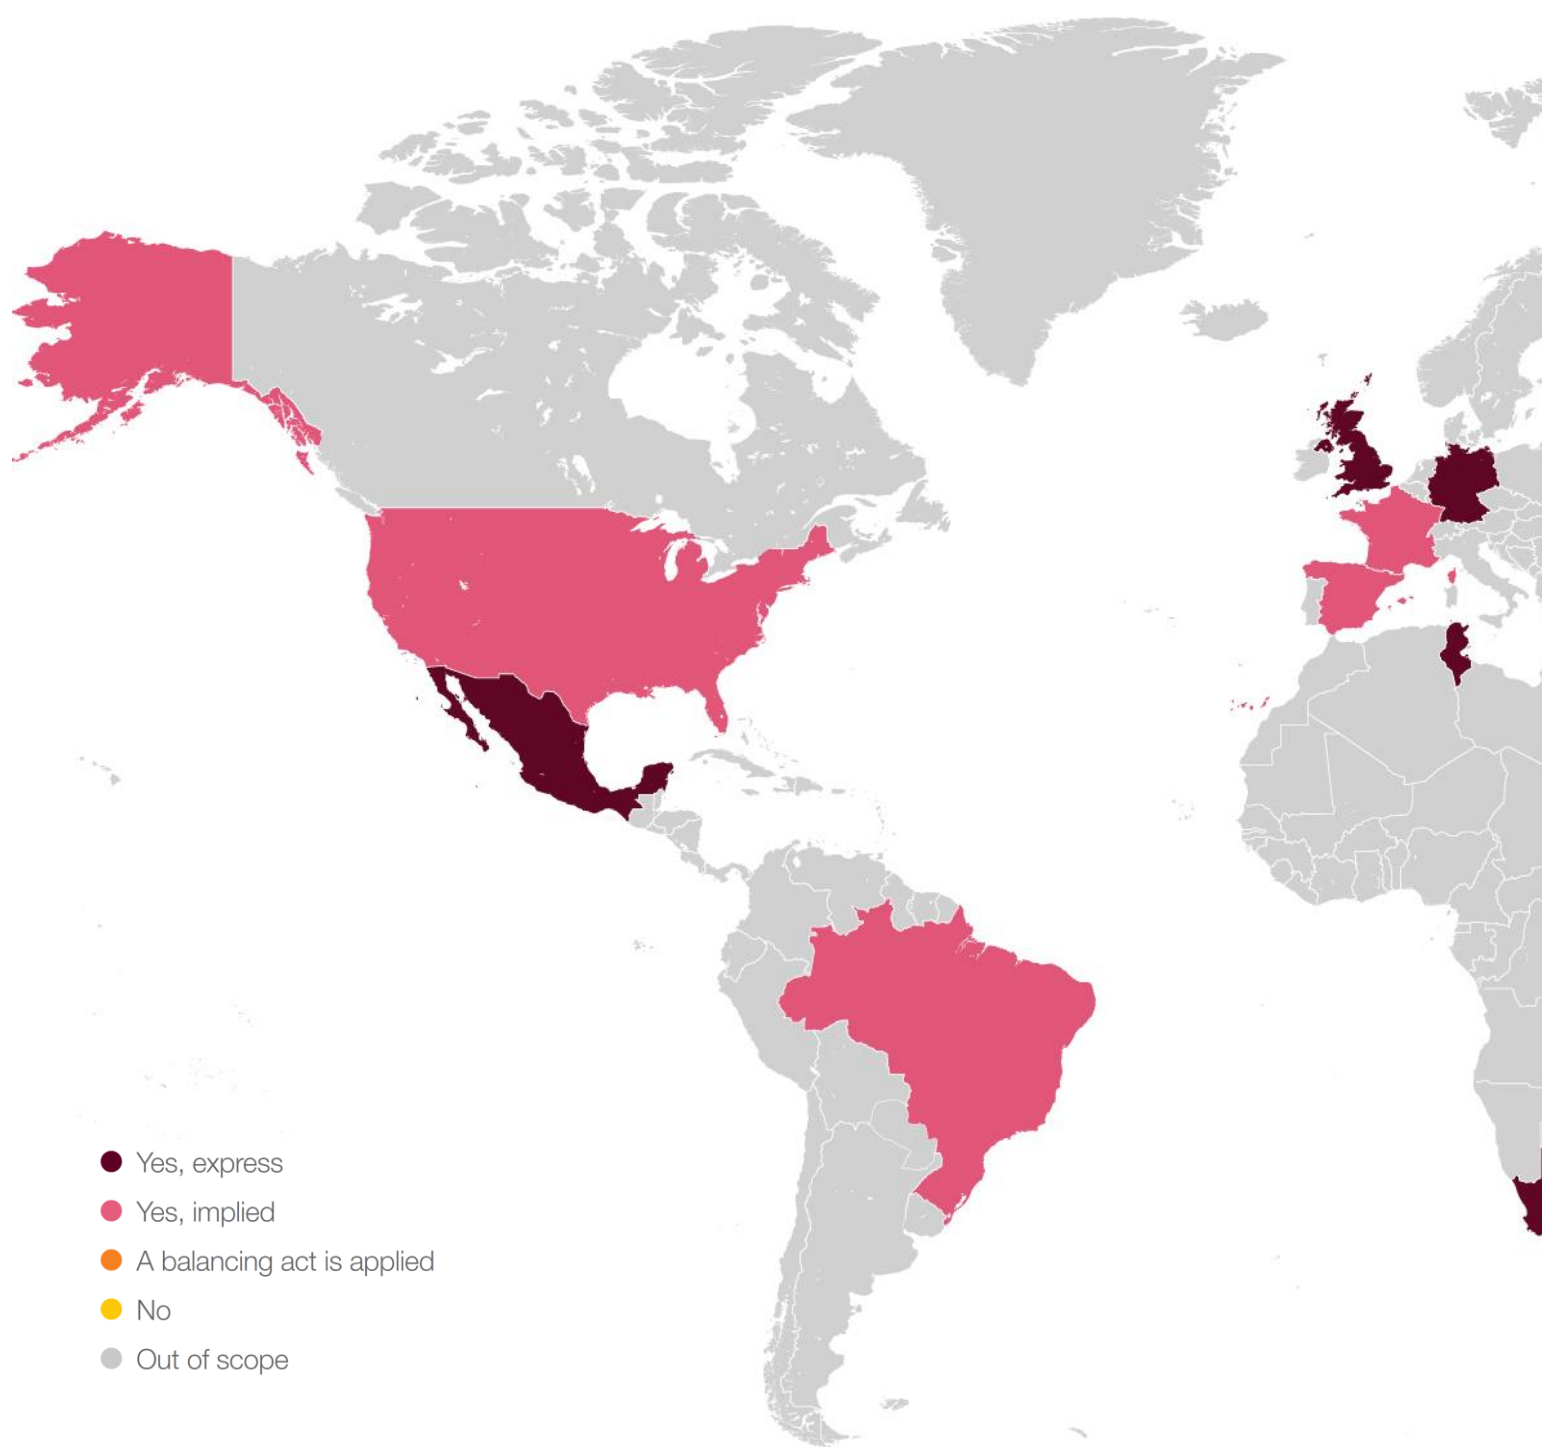 Yes, express
Yes, implied
A balancing act is applied
No
Out of scope